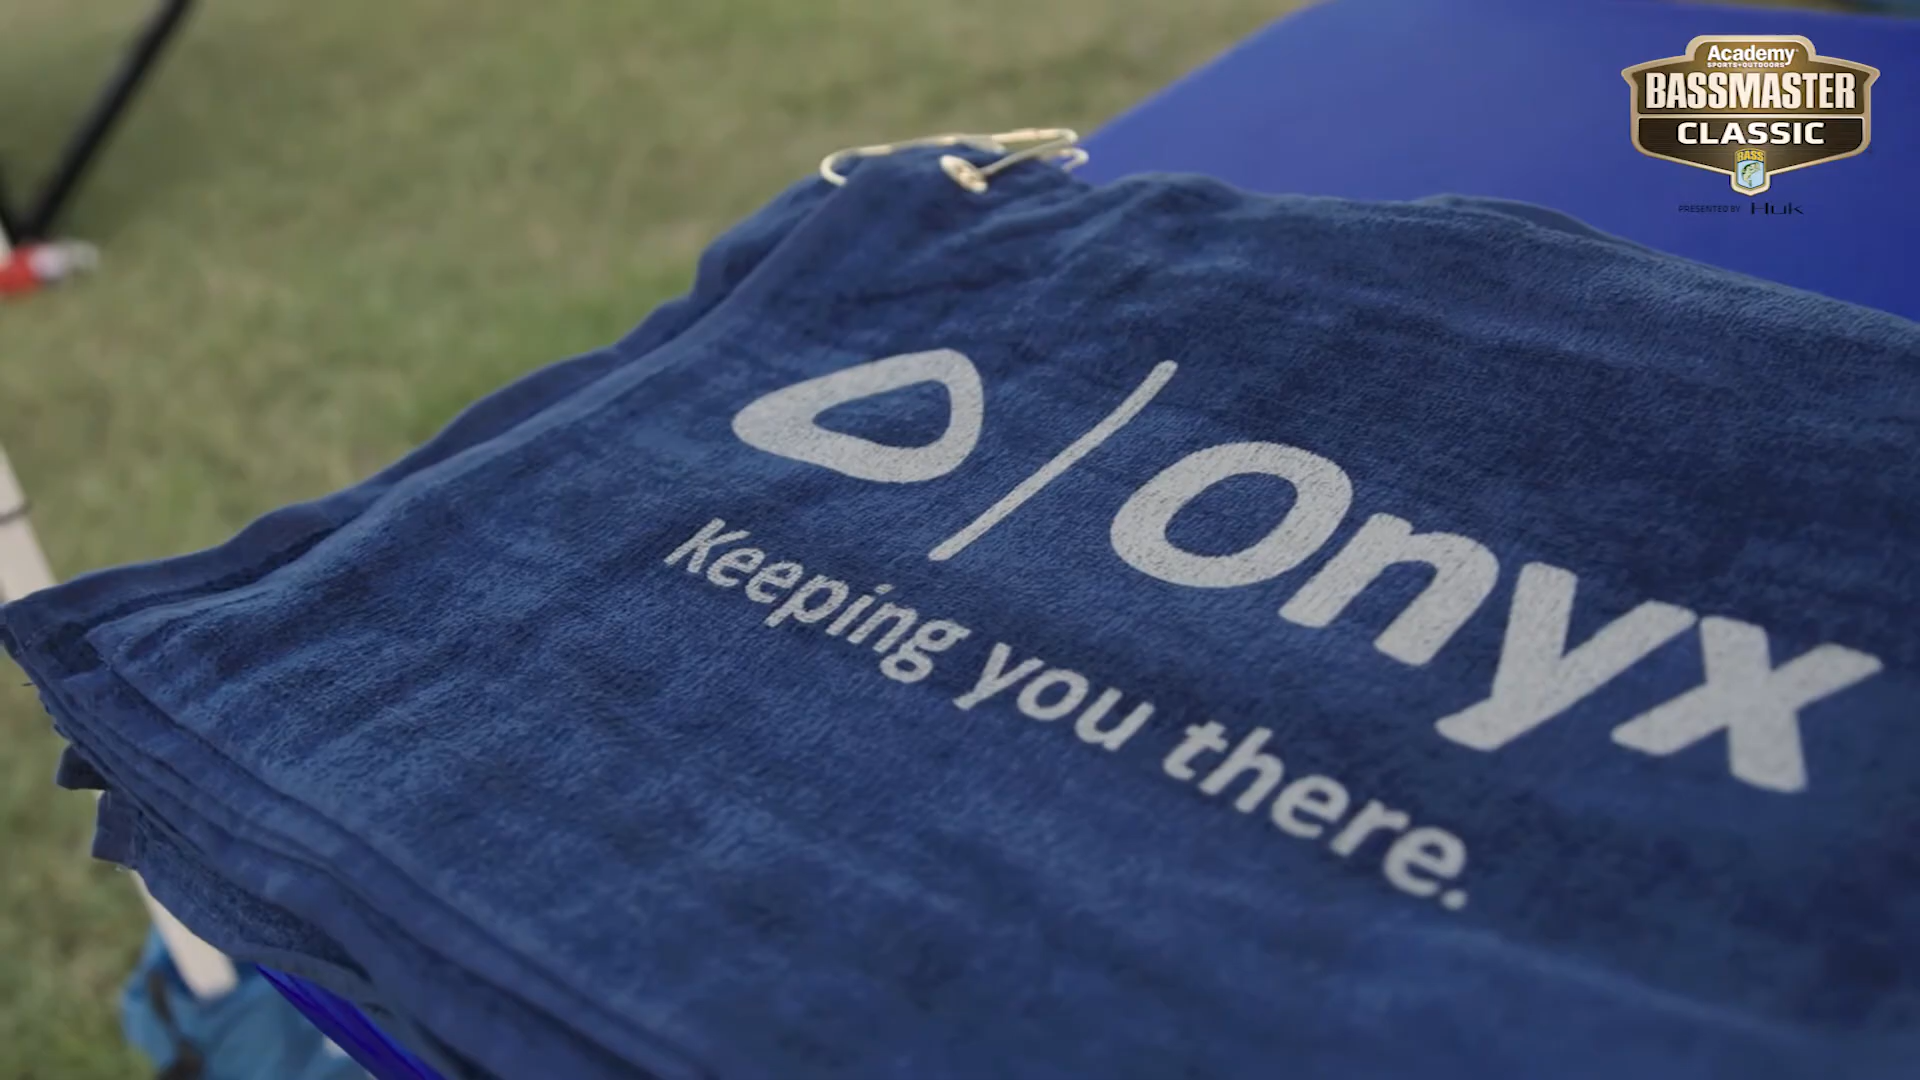 Academy
SPORTS+OUTDOORS
BASSMASTER
CLASSIC
BASS
PRESENTED BY Huk
Onyx
Keeping you there.